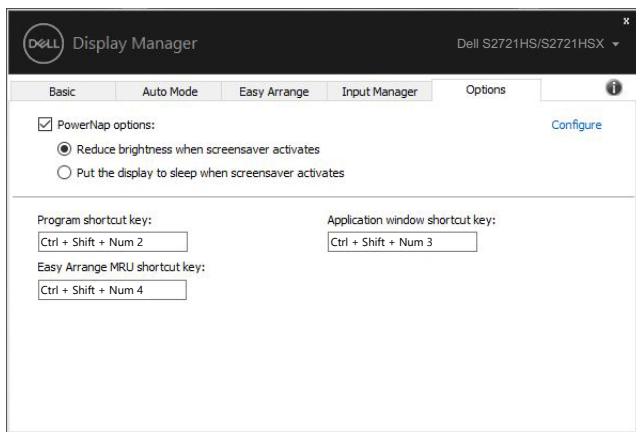 x
DELL Display Manager Dell S2721HS/S2721HSX
Basic Auto Mode Easy Arrange Input Manager Options i
PowerNap options: Configure
Reduce brightness when screensaver activates
Put the display to sleep when screensaver activates
Program shortcut key: Application window shortcut key:
Ctrl + Shift + Num 2 Ctrl + Shift + Num 3
Easy Arrange MRU shortcut key:
Ctrl + Shift + Num 4